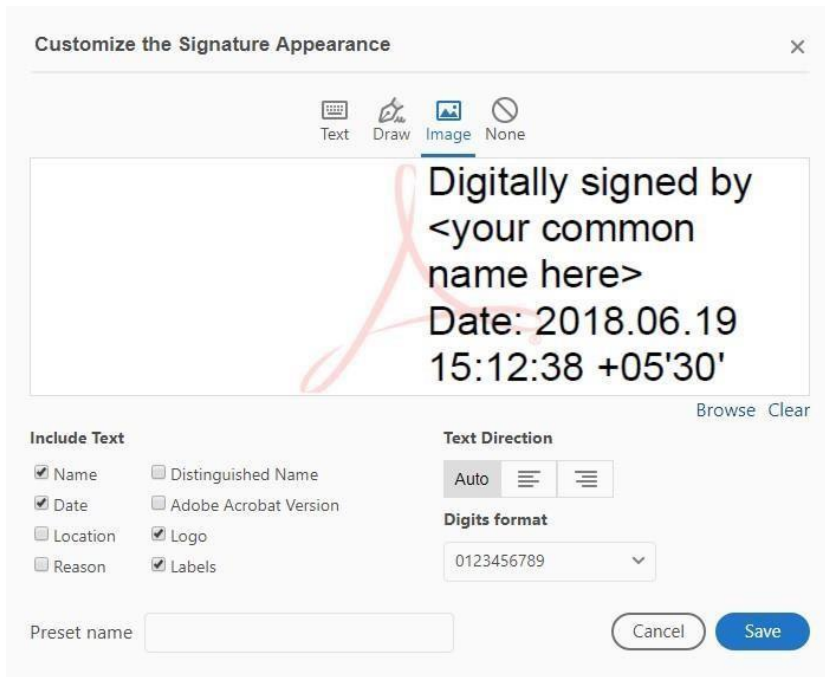 Customize the Signature Appearance
Text Draw Image None
Digitally signed by
<your common
name here>
Date: 2018.06.19
15:12:38 +05'30'
Browse Clear
Include Text
Name Distinguished Name
Date Adobe Acrobat Version
Location Logo
Reason Labels
Text Direction
Auto
Digits format
0123456789
Preset name
Cancel Save